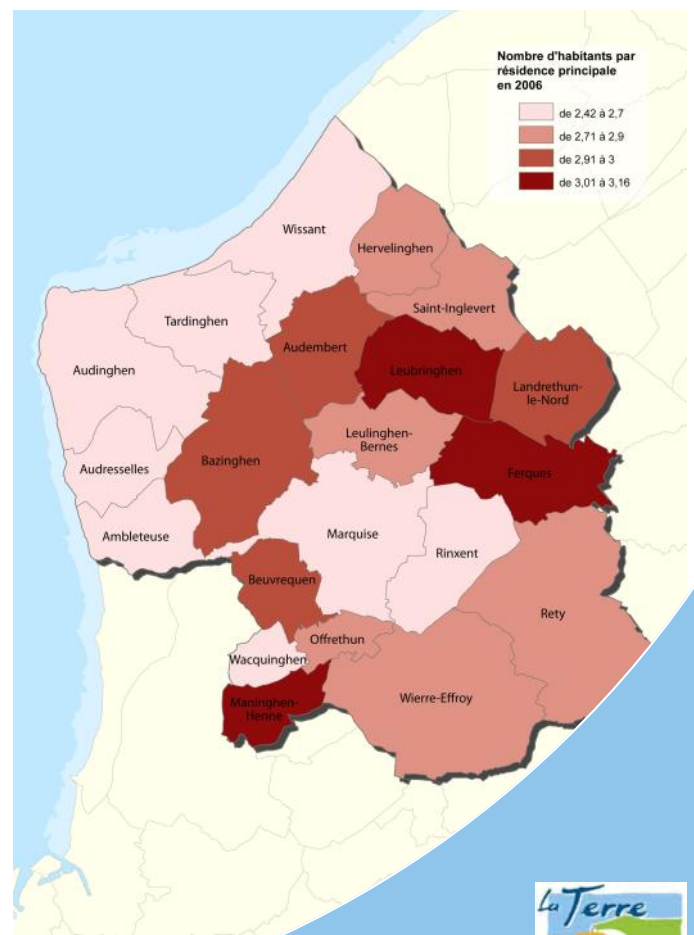 Nombre d'habitants par
résidence principale
en 2006
de 2,42 à 2,7
de 2,71 à 2,9
de 2,91 à 3
de 3,01 à 3,16
Wissant
Hervelinghen
Saint-Inglevert
Tardinghen
Audembert
Audinghen
Leubringhen
Landrethun-
le-Nord
Leulinghen-
Bernes
Bazinghen
Audresselles
Ferques
Ambleteuse
Marquise
Rinxent
Beuvrequen
Rety
Offrethun
Wacquinghen
Wierre-Effroy
Maninghen-
Henne
La Terre